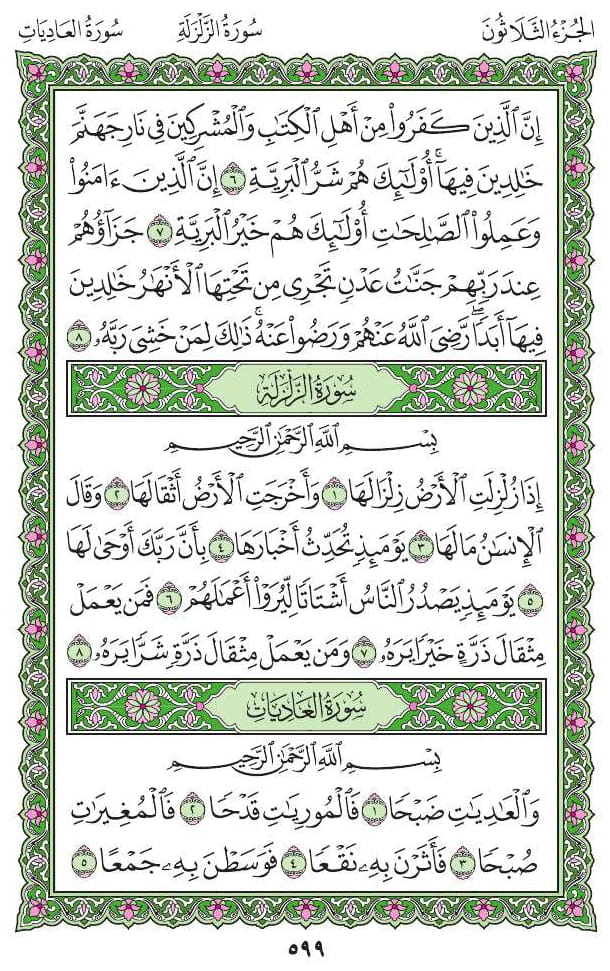 الجُزْءُ الثَّلَاثُونَ سُورَةُ الزَّلْزَلَةِ سُورَةُ العَادِيَاتِ
إِنَّ ٱلَّذِينَ كَفَرُوا۟ مِنْ أَهْلِ ٱلْكِتَٰبِ وَٱلْمُشْرِكِينَ فِى نَارِ جَهَنَّمَ
خَٰلِدِينَ فِيهَآ ۚ أُو۟لَٰٓئِكَ هُمْ شَرُّ ٱلْبَرِيَّةِ ٦ إِنَّ ٱلَّذِينَ ءَامَنُوا۟
وَعَمِلُوا۟ ٱلصَّٰلِحَٰتِ أُو۟لَٰٓئِكَ هُمْ خَيْرُ ٱلْبَرِيَّةِ ٧ جَزَآؤُهُمْ
عِندَ رَبِّهِمْ جَنَّٰتُ عَدْنٍ تَجْرِى مِن تَحْتِهَا ٱلْأَنْهَٰرُ خَٰلِدِينَ
فِيهَآ أَبَدًا ۖ رَّضِىَ ٱللَّهُ عَنْهُمْ وَرَضُوا۟ عَنْهُ ۚ ذَٰلِكَ لِمَنْ خَشِىَ رَبَّهُۥ ٨
سُورَةُ الزَّلْزَلَةِ
بِسْمِ ٱللَّهِ ٱلرَّحْمَٰنِ ٱلرَّحِيمِ
إِذَا زُلْزِلَتِ ٱلْأَرْضُ زِلْزَالَهَا ١ وَأَخْرَجَتِ ٱلْأَرْضُ أَثْقَالَهَا ٢ وَقَالَ
ٱلْإِنسَٰنُ مَا لَهَا ٣ يَوْمَئِذٍ تُحَدِّثُ أَخْبَارَهَا ٤ بِأَنَّ رَبَّكَ أَوْحَىٰ لَهَا
٥ يَوْمَئِذٍ يَصْدُرُ ٱلنَّاسُ أَشْتَاتًا لِّيُرَوْا۟ أَعْمَٰلَهُمْ ٦ فَمَن يَعْمَلْ
مِثْقَالَ ذَرَّةٍ خَيْرًا يَرَهُۥ ٧ وَمَن يَعْمَلْ مِثْقَالَ ذَرَّةٍ شَرًّا يَرَهُۥ ٨
سُورَةُ العَادِيَاتِ
بِسْمِ ٱللَّهِ ٱلرَّحْمَٰنِ ٱلرَّحِيمِ
وَٱلْعَٰدِيَٰتِ ضَبْحًا ١ فَٱلْمُورِيَٰتِ قَدْحًا ٢ فَٱلْمُغِيرَٰتِ
صُبْحًا ٣ فَأَثَرْنَ بِهِۦ نَقْعًا ٤ فَوَسَطْنَ بِهِۦ جَمْعًا ٥
٥٩٩